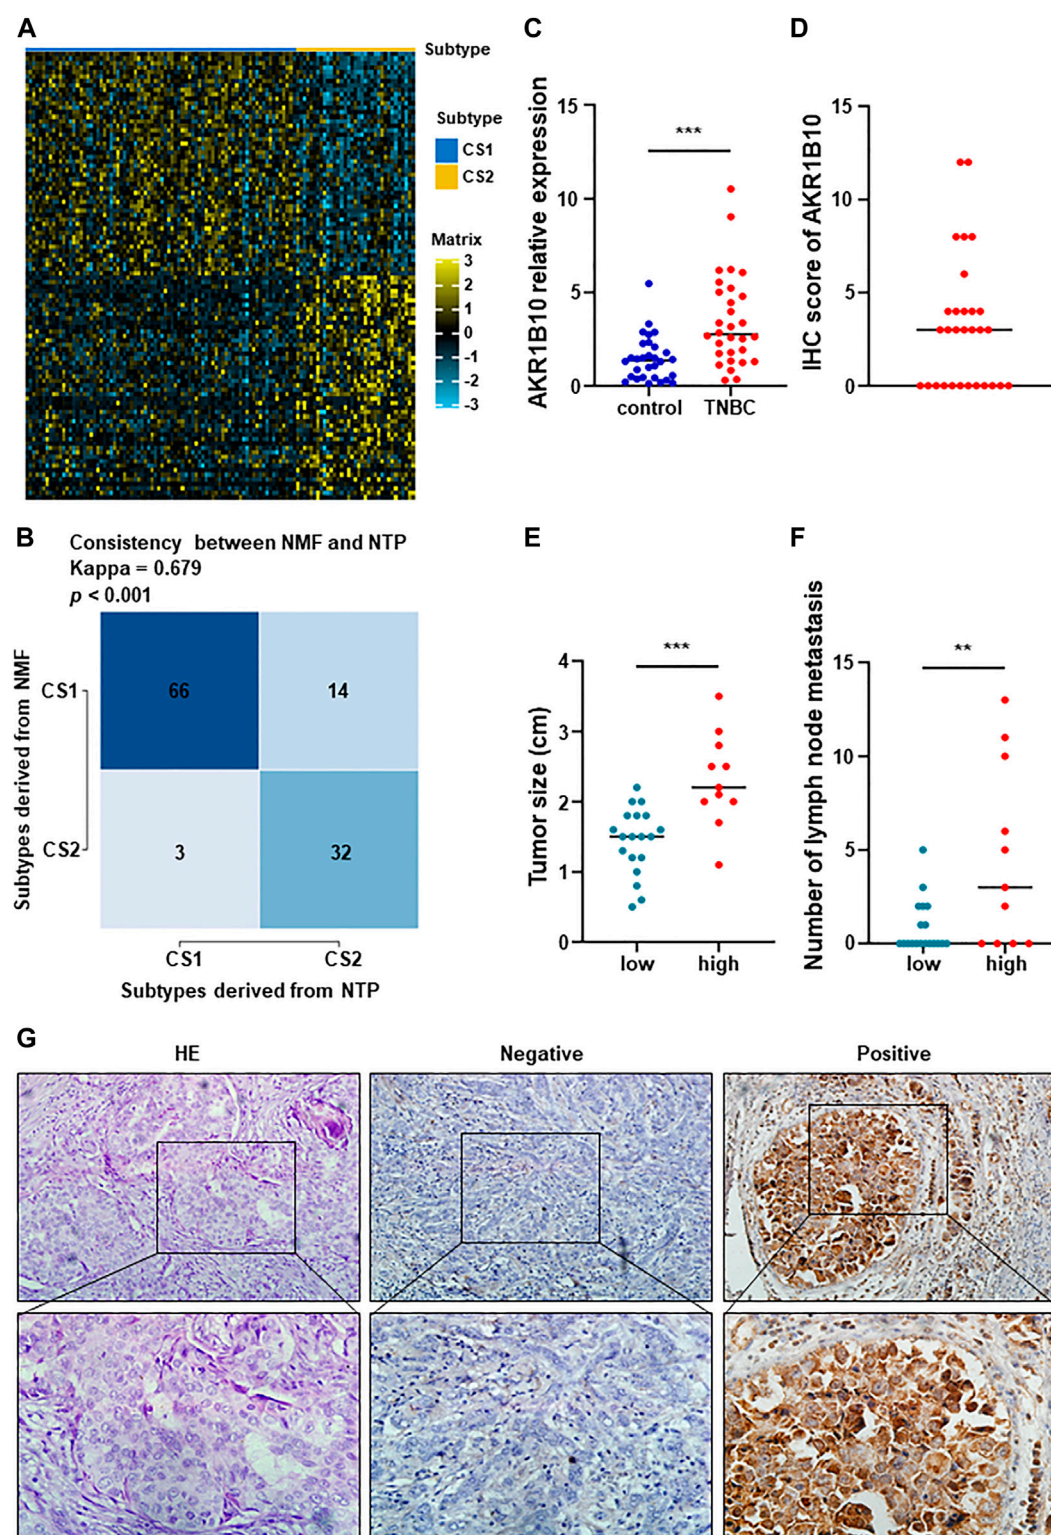 A
Subtype
Subtype
CS1
CS2
Matrix
3
2
1
0
-1
-2
-3
B
Consistency between NMF and NTP
Kappa = 0.679
p < 0.001
Subtypes derived from NMF
CS1
CS2
66
14
3
32
CS1
CS2
Subtypes derived from NTP
C
AKR1B10 relative expression
15
10
5
0
***
control
TNBC
D
IHC score of AKR1B10
15
10
5
0
E
Tumor size (cm)
4
3
2
1
0
***
low
high
F
Number of lymph node metastasis
15
10
5
0
**
low
high
G
HE
Negative
Positive